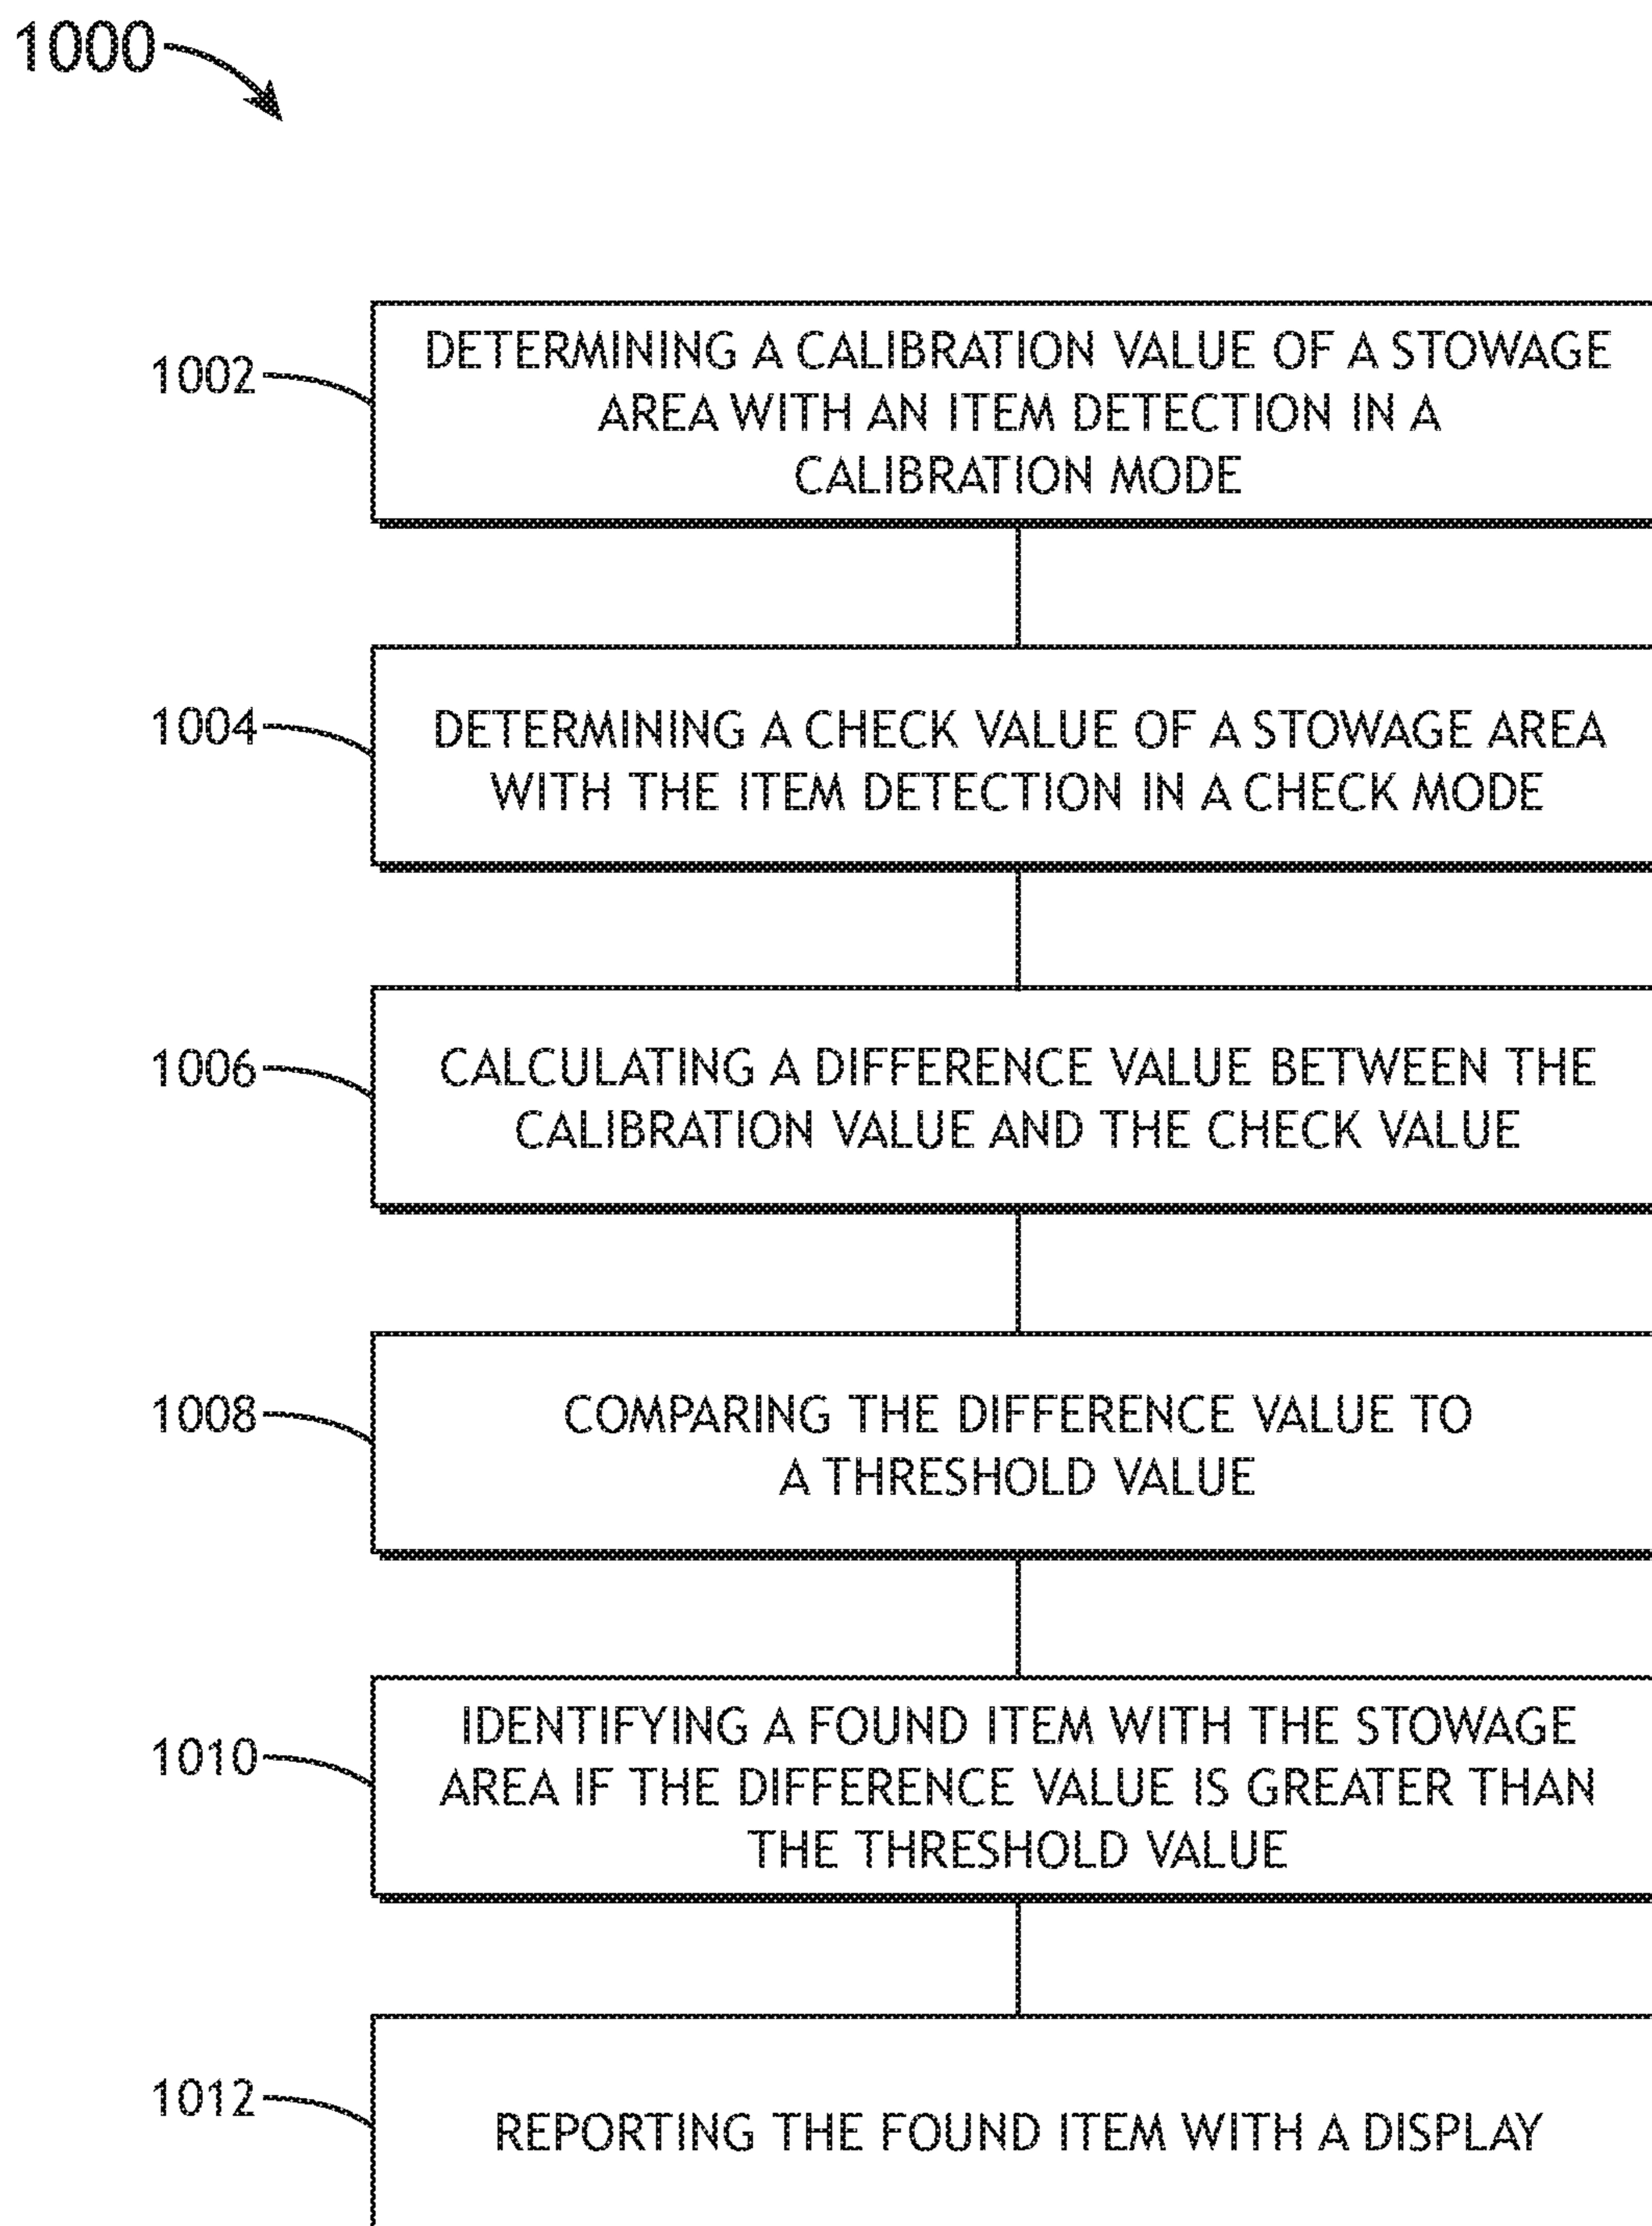 1000
1002
DETERMINING A CALIBRATION VALUE OF A STOWAGE
AREA WITH AN ITEM DETECTION IN A
CALIBRATION MODE
1004
DETERMINING A CHECK VALUE OF A STOWAGE AREA
WITH THE ITEM DETECTION IN A CHECK MODE
1006
CALCULATING A DIFFERENCE VALUE BETWEEN THE
CALIBRATION VALUE AND THE CHECK VALUE
1008
COMPARING THE DIFFERENCE VALUE TO
A THRESHOLD VALUE
1010
IDENTIFYING A FOUND ITEM WITH THE STOWAGE
AREA IF THE DIFFERENCE VALUE IS GREATER THAN
THE THRESHOLD VALUE
1012
REPORTING THE FOUND ITEM WITH A DISPLAY